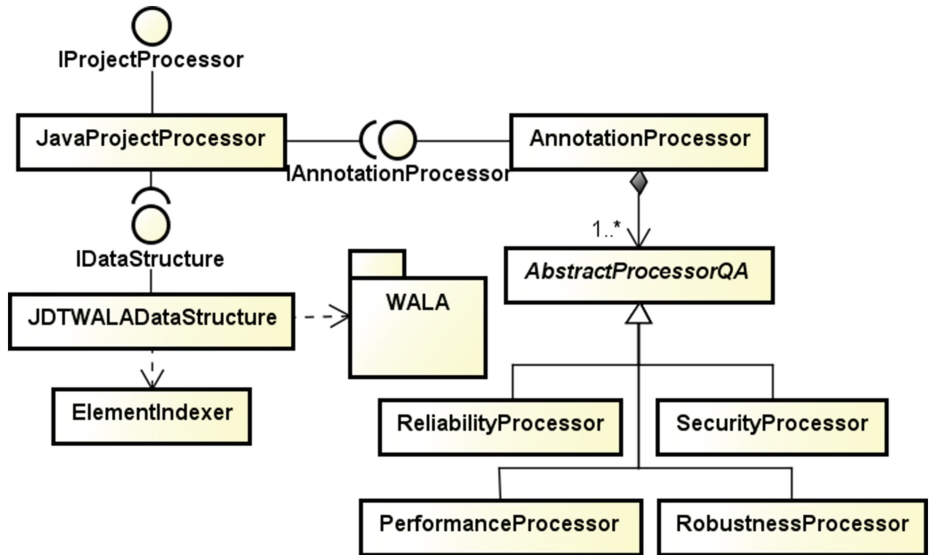 IProjectProcessor
JavaProjectProcessor
AnnotationProcessor
IAnnotationProcessor
1..*
IDataStructure
AbstractProcessorQA
WALA
JDTWALADataStructure
ElementIndexer
ReliabilityProcessor
SecurityProcessor
PerformanceProcessor
RobustnessProcessor